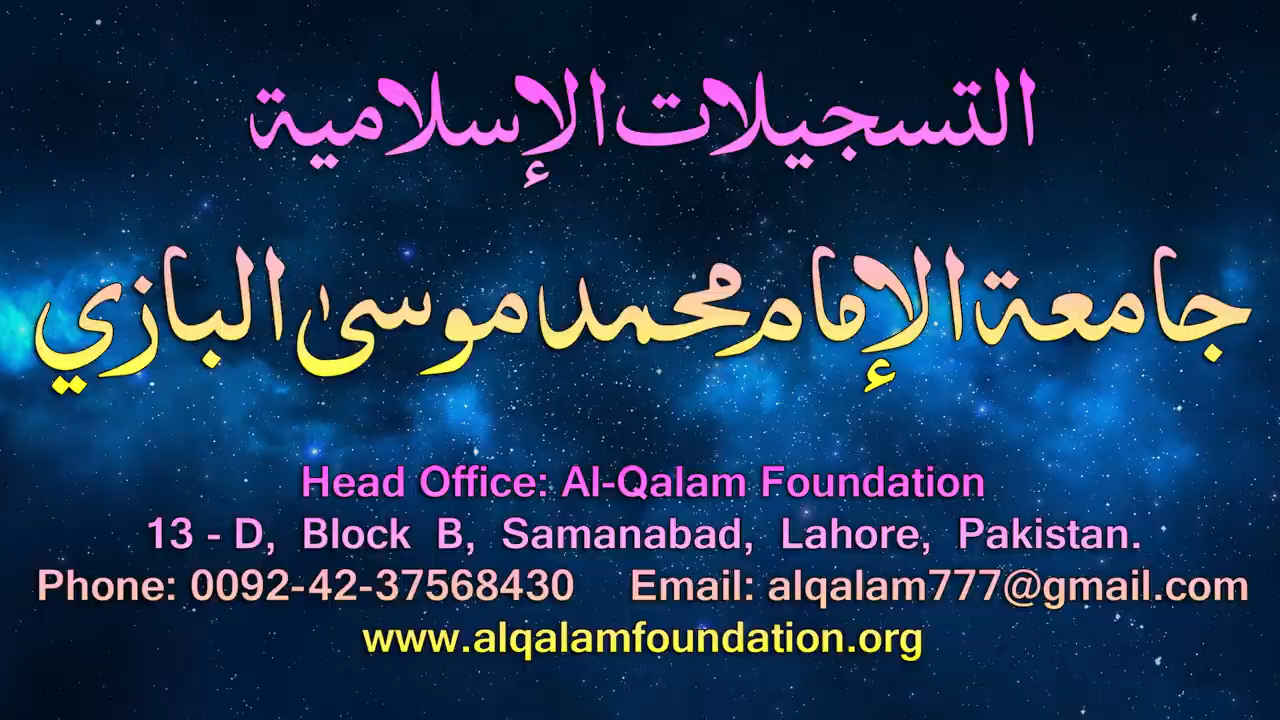 التسجيلات الإسلامية
جامعة الإمام محمد موسىٰ البازي
Head Office: Al-Qalam Foundation
13 - D, Block B, Samanabad, Lahore, Pakistan.
Phone: 0092-42-37568430 Email: alqalam777@gmail.com
www.alqalamfoundation.org